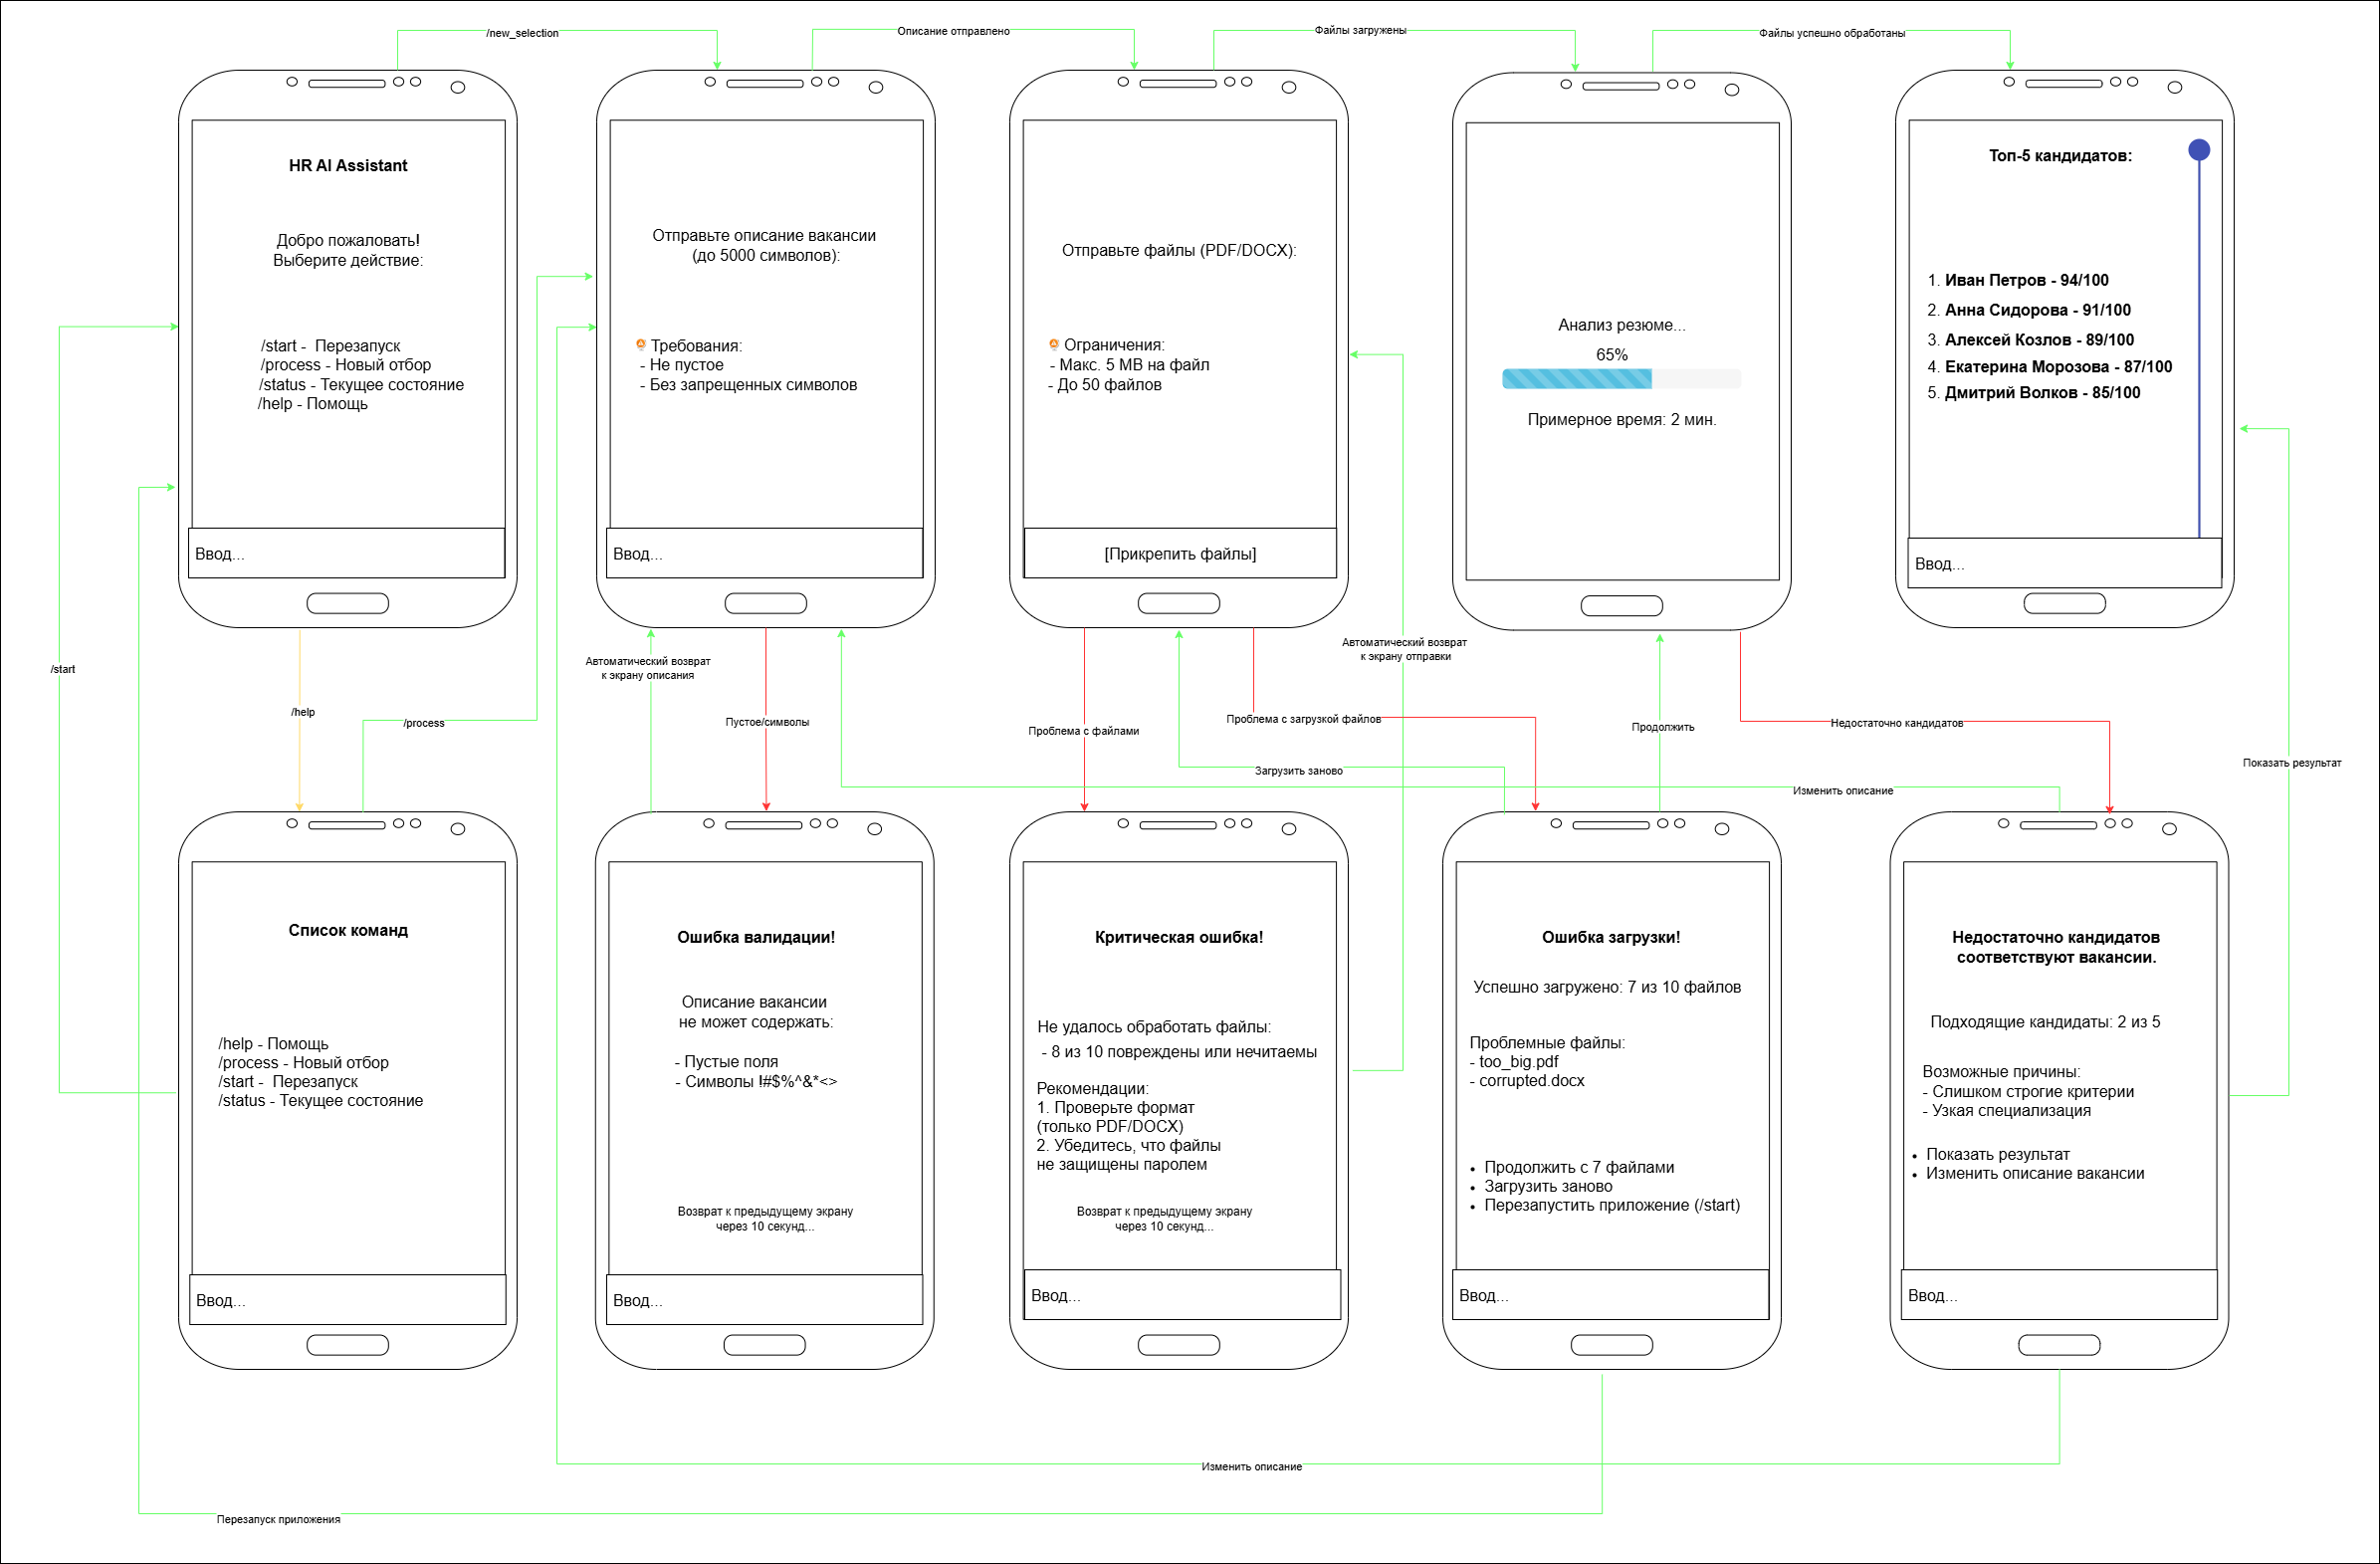 /new_selection
Описание отправлено
Файлы загружены
Файлы успешно обработаны
HR AI Assistant
Добро пожаловать!
Выберите действие:
/start -  Перезапуск
/process - Новый отбор
/status - Текущее состояние
/help - Помощь
Ввод...
Отправьте описание вакансии
(до 5000 символов):
Требования:
- Не пустое
- Без запрещенных символов
Ввод...
Отправьте файлы (PDF/DOCX):
Ограничения:
- Макс. 5 MB на файл
- До 50 файлов
[Прикрепить файлы]
Анализ резюме...
65%
Примерное время: 2 мин.
Топ-5 кандидатов:
1. Иван Петров - 94/100
2. Анна Сидорова - 91/100
3. Алексей Козлов - 89/100
4. Екатерина Морозова - 87/100
5. Дмитрий Волков - 85/100
Ввод...
/start
/help
/process
Автоматический возврат
к экрану описания
Пустое/символы
Проблема с файлами
Проблема с загрузкой файлов
Загрузить заново
Автоматический возврат
к экрану отправки
Продолжить
Недостаточно кандидатов
Изменить описание
Показать результат
Список команд
/help - Помощь
/process - Новый отбор
/start -  Перезапуск
/status - Текущее состояние
Ввод...
Ошибка валидации!
Описание вакансии
не может содержать:
- Пустые поля
- Символы !#$%^&*<>
Возврат к предыдущему экрану
через 10 секунд...
Ввод...
Критическая ошибка!
Не удалось обработать файлы:
- 8 из 10 повреждены или нечитаемы
Рекомендации:
1. Проверьте формат
(только PDF/DOCX)
2. Убедитесь, что файлы
не защищены паролем
Возврат к предыдущему экрану
через 10 секунд...
Ввод...
Ошибка загрузки!
Успешно загружено: 7 из 10 файлов
Проблемные файлы:
- too_big.pdf
- corrupted.docx
• Продолжить с 7 файлами
• Загрузить заново
• Перезапустить приложение (/start)
Ввод...
Недостаточно кандидатов
соответствуют вакансии.
Подходящие кандидаты: 2 из 5
Возможные причины:
- Слишком строгие критерии
- Узкая специализация
• Показать результат
• Изменить описание вакансии
Ввод...
Изменить описание
Перезапуск приложения